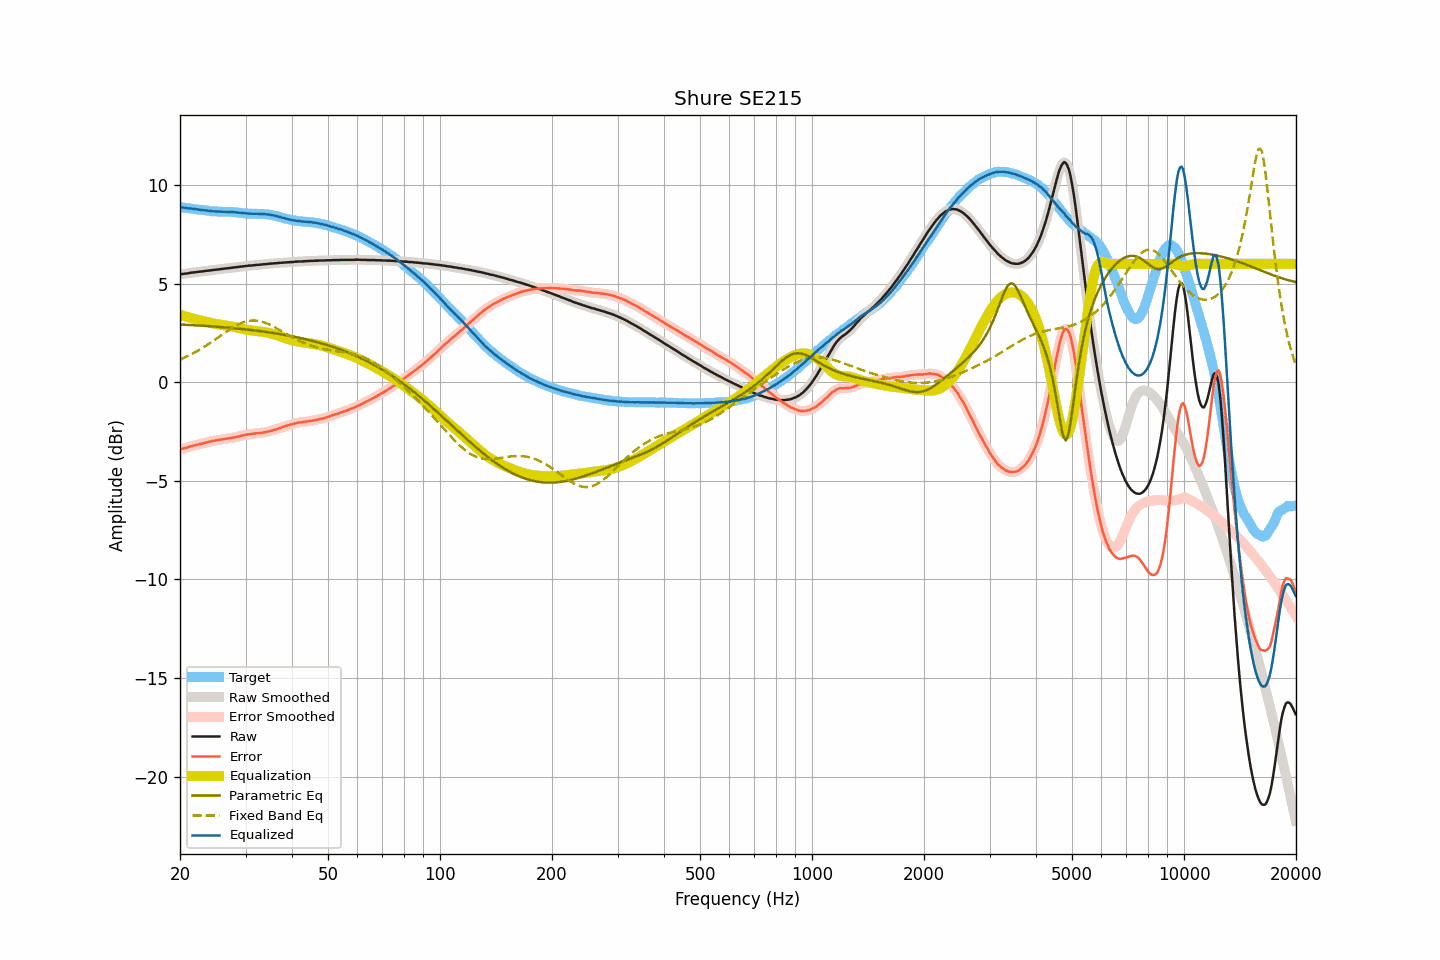 Shure SE215
Amplitude (dBr)
10
5
0
−5
−10
−15
−20
Target
Raw Smoothed
Error Smoothed
Raw
Error
Equalization
Parametric Eq
Fixed Band Eq
Equalized
20 50 100 200 500 1000 2000 5000 10000 20000
Frequency (Hz)